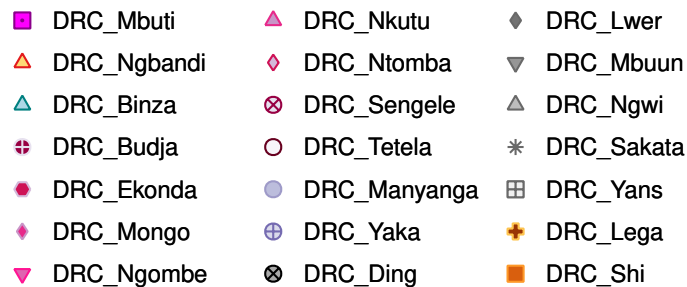 DRC_Mbuti
DRC_Ngbandi
DRC_Binza
DRC_Budja
DRC_Ekonda
DRC_Mongo
DRC_Ngombe
DRC_Nkutu
DRC_Ntomba
DRC_Sengele
DRC_Tetela
DRC_Manyanga
DRC_Yaka
DRC_Ding
DRC_Lwer
DRC_Mbuun
DRC_Ngwi
DRC_Sakata
DRC_Yans
DRC_Lega
DRC_Shi